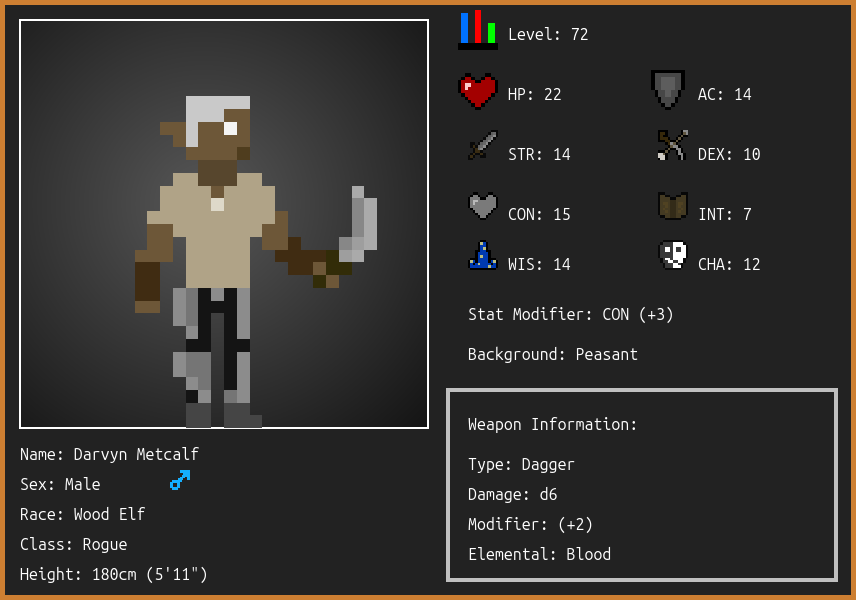 Level: 72
HP: 22
AC: 14
STR: 14
DEX: 10
CON: 15
INT: 7
WIS: 14
CHA: 12
Stat Modifier: CON (+3)
Background: Peasant
Weapon Information:
Type: Dagger
Damage: d6
Modifier: (+2)
Elemental: Blood
Name: Darvyn Metcalf
Sex: Male
Race: Wood Elf
Class: Rogue
Height: 180cm (5'11")